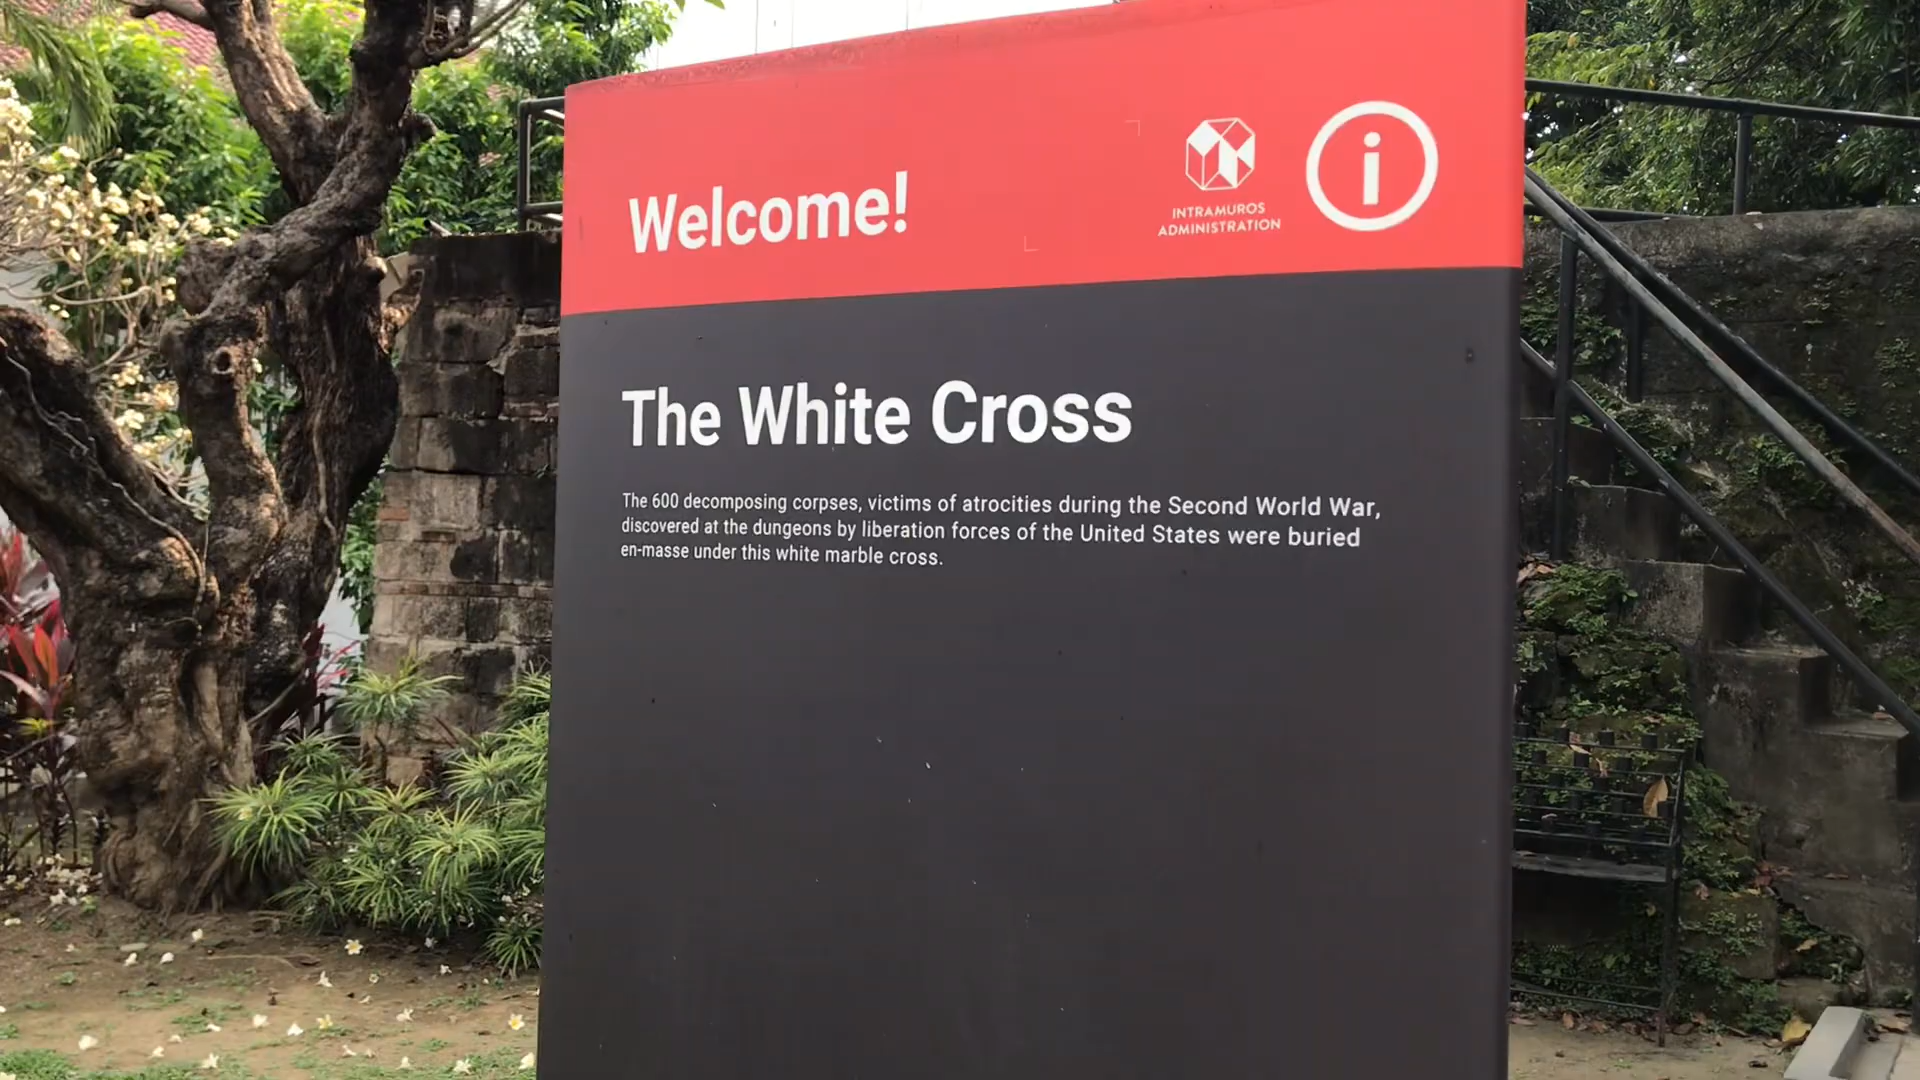 Welcome!
INTRAMUROS
ADMINISTRATION
i
The White Cross
The 600 decomposing corpses, victims of atrocities during the Second World War,
discovered at the dungeons by liberation forces of the United States were buried
en-masse under this white marble cross.